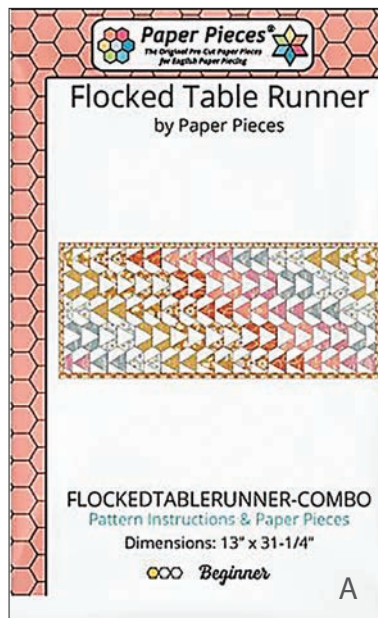 Paper Pieces®
The Original Pre-Cut Paper Pieces
for English Paper Piecing
Flocked Table Runner
by Paper Pieces
FLOCKEDTABLERUNNER-COMBO
Pattern Instructions & Paper Pieces
Dimensions: 13" x 31-1/4"
Beginner
A